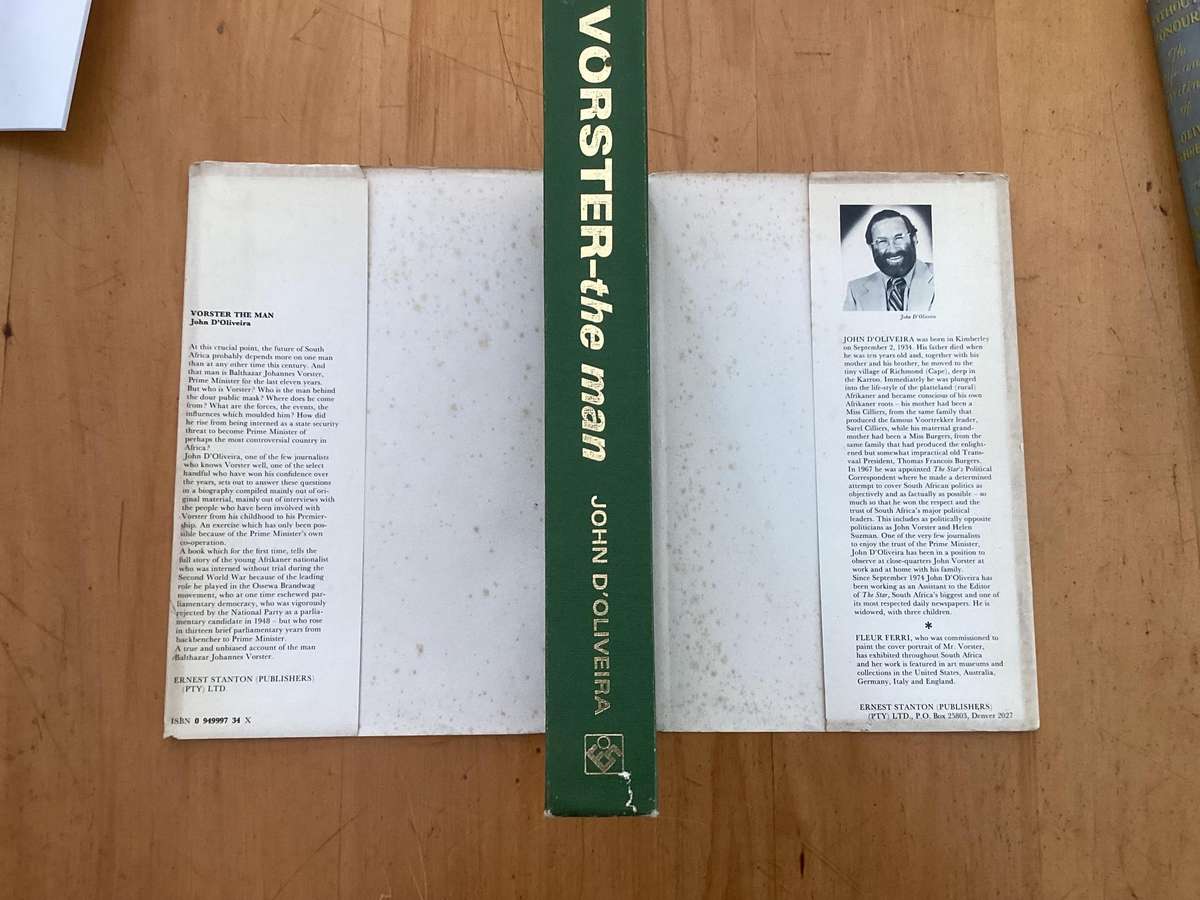 VORSTER THE MAN
John D'Oliveira
At this crucial point, the future of South
Africa probably depends more on one man
than at any other time this century. And
that man is Balthazar Johannes Vorster,
Prime Minister for the last eleven years.
But who is Vorster? Who is the man behind
the dour public mask? Where does he come
from? What are the forces, the events, the
influences which moulded him? How did
he rise from being interned as a state security
threat to become Prime Minister of
perhaps the most controversial country in
Africa?
John D'Oliveira, one of the few journalists
who knows Vorster well, one of the select
handful who have won his confidence over
the years, sets out to answer these questions
in a biography compiled mainly out of ori-
ginal material, mainly out of interviews with
the people who have been involved with
Vorster from his childhood to his Premier-
ship. An exercise which has only been pos-
sible because of the Prime Minister's own
co-operation.
A book which for the first time, tells the
full story of the young Afrikaner nationalist
who was interned without trial during the
Second World War because of the leading
role he played in the Ossewa Brandwag
movement, who at one time eschewed par-
liamentary democracy, who was vigorously
rejected by the National Party as a parlia-
mentary candidate in 1948 – but who rose
in thirteen brief parliamentary years from
backbencher to Prime Minister.
A true and unbiased account of the man
Balthazar Johannes Vorster.
ERNEST STANTON (PUBLISHERS)
(PTY) LTD
ISBN 0 949997 34 X
VORSTER-the man
JOHN D'OLIVEIRA
John D'Oliveira
JOHN D'OLIVEIRA was born in Kimberley
on September 2, 1934. His father died when
he was ten years old and, together with his
mother and his brother, he moved to the
tiny village of Richmond (Cape), deep in
the Karroo. Immediately he was plunged
into the life-style of the platteland (rural)
Afrikaner and became conscious of his own
Afrikaner roots – his mother had been a
Miss Cilliers, from the same family that
produced the famous Voortrekker leader,
Sarel Cilliers, while his maternal grand-
mother had been a Miss Burgers, from the
same family that had produced the enlight-
ened but somewhat impractical old Trans-
vaal President, Thomas Francois Burgers.
In 1967 he was appointed The Star's Political
Correspondent where he made a determined
attempt to cover South African politics as
objectively and as factually as possible – so
much so that he won the respect and the
trust of South Africa's major political
leaders. This includes as politically opposite
politicians as John Vorster and Helen
Suzman. One of the very few journalists
to enjoy the trust of the Prime Minister,
John D'Oliveira has been in a position to
observe at close-quarters John Vorster at
work and at home with his family.
Since September 1974 John D'Oliveira has
been working as an Assistant to the Editor
of The Star, South Africa's biggest and one of
its most respected daily newspapers. He is
widowed, with three children.
*
FLEUR FERRI, who was commissioned to
paint the cover portrait of Mr. Vorster,
has exhibited throughout South Africa
and her work is featured in art museums and
collections in the United States, Australia,
Germany, Italy and England.
ERNEST STANTON (PUBLISHERS)
(PTY) LTD., P.O. Box 25803, Denver 2027